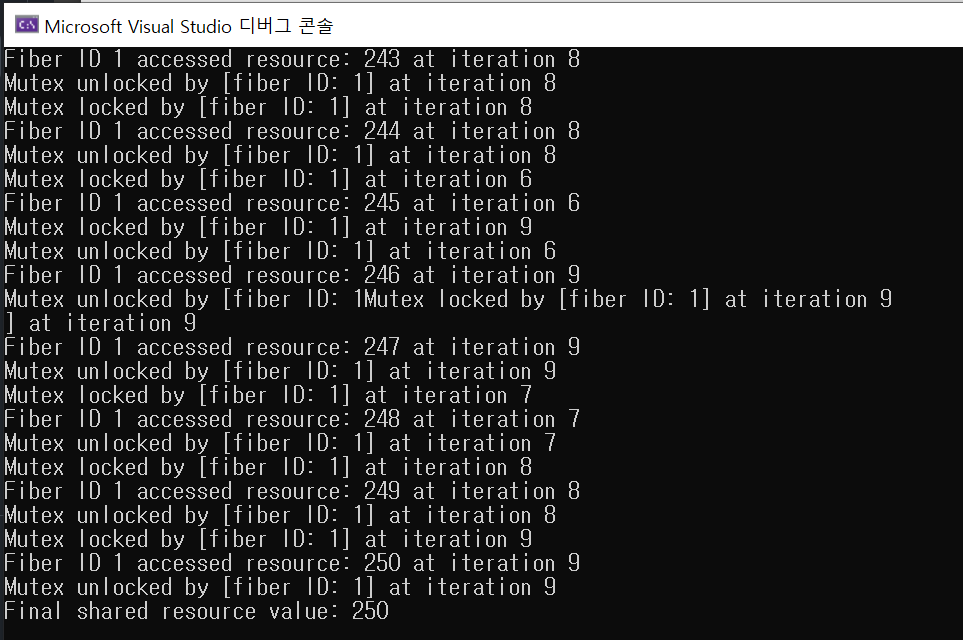 C:\ Microsoft Visual Studio 디버그 콘솔
Fiber ID 1 accessed resource: 243 at iteration 8
Mutex unlocked by [fiber ID: 1] at iteration 8
Mutex locked by [fiber ID: 1] at iteration 8
Fiber ID 1 accessed resource: 244 at iteration 8
Mutex unlocked by [fiber ID: 1] at iteration 8
Mutex locked by [fiber ID: 1] at iteration 6
Fiber ID 1 accessed resource: 245 at iteration 6
Mutex locked by [fiber ID: 1] at iteration 9
Mutex unlocked by [fiber ID: 1] at iteration 6
Fiber ID 1 accessed resource: 246 at iteration 9
Mutex unlocked by [fiber ID: 1Mutex locked by [fiber ID: 1] at iteration 9
] at iteration 9
Fiber ID 1 accessed resource: 247 at iteration 9
Mutex unlocked by [fiber ID: 1] at iteration 9
Mutex locked by [fiber ID: 1] at iteration 7
Fiber ID 1 accessed resource: 248 at iteration 7
Mutex unlocked by [fiber ID: 1] at iteration 7
Mutex locked by [fiber ID: 1] at iteration 8
Fiber ID 1 accessed resource: 249 at iteration 8
Mutex unlocked by [fiber ID: 1] at iteration 8
Mutex locked by [fiber ID: 1] at iteration 9
Fiber ID 1 accessed resource: 250 at iteration 9
Mutex unlocked by [fiber ID: 1] at iteration 9
Final shared resource value: 250